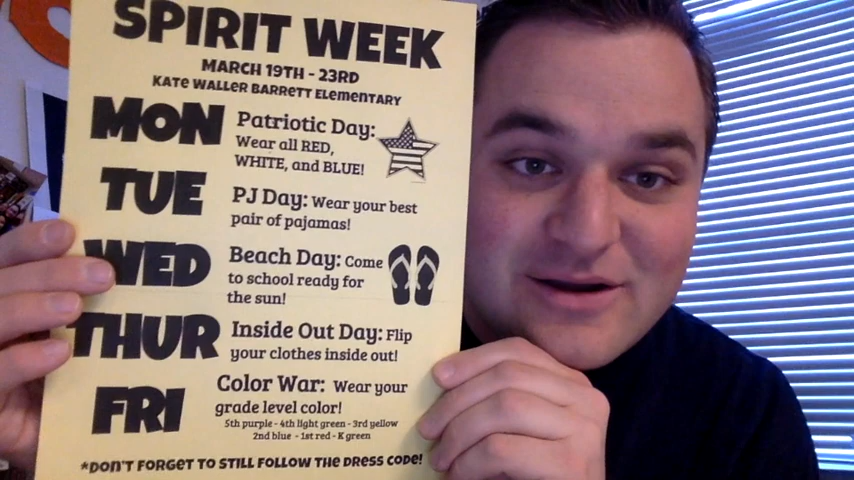 SPIRIT WEEK
MARCH 19TH - 23RD
KATE WALLER BARRETT ELEMENTARY
MON
Patriotic Day:
Wear all RED,
WHITE, and BLUE!
TUE
PJ Day: Wear your best
pair of pajamas!
WED
Beach Day: Come
to school ready for
the sun!
THUR
Inside Out Day: Flip
your clothes inside out!
FRI
Color War: Wear your
grade level color!
5th purple - 4th light green - 3rd yellow
2nd blue - 1st red - K green
*DON'T FORGET TO STILL FOLLOW THE DRESS CODE!